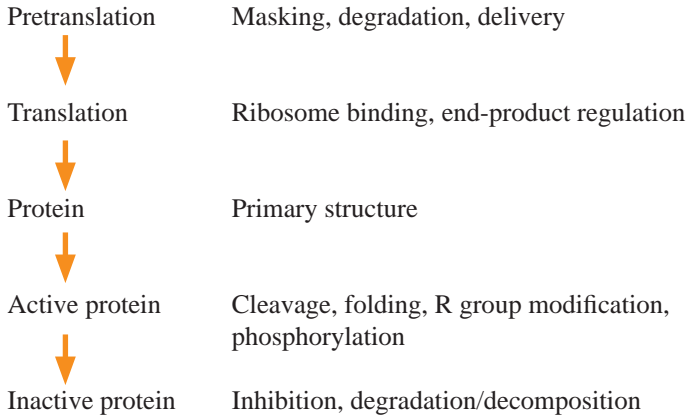 Pretranslation Masking, degradation, delivery
Translation Ribosome binding, end-product regulation
Protein Primary structure
Active protein Cleavage, folding, R group modification,
phosphorylation
Inactive protein Inhibition, degradation/decomposition